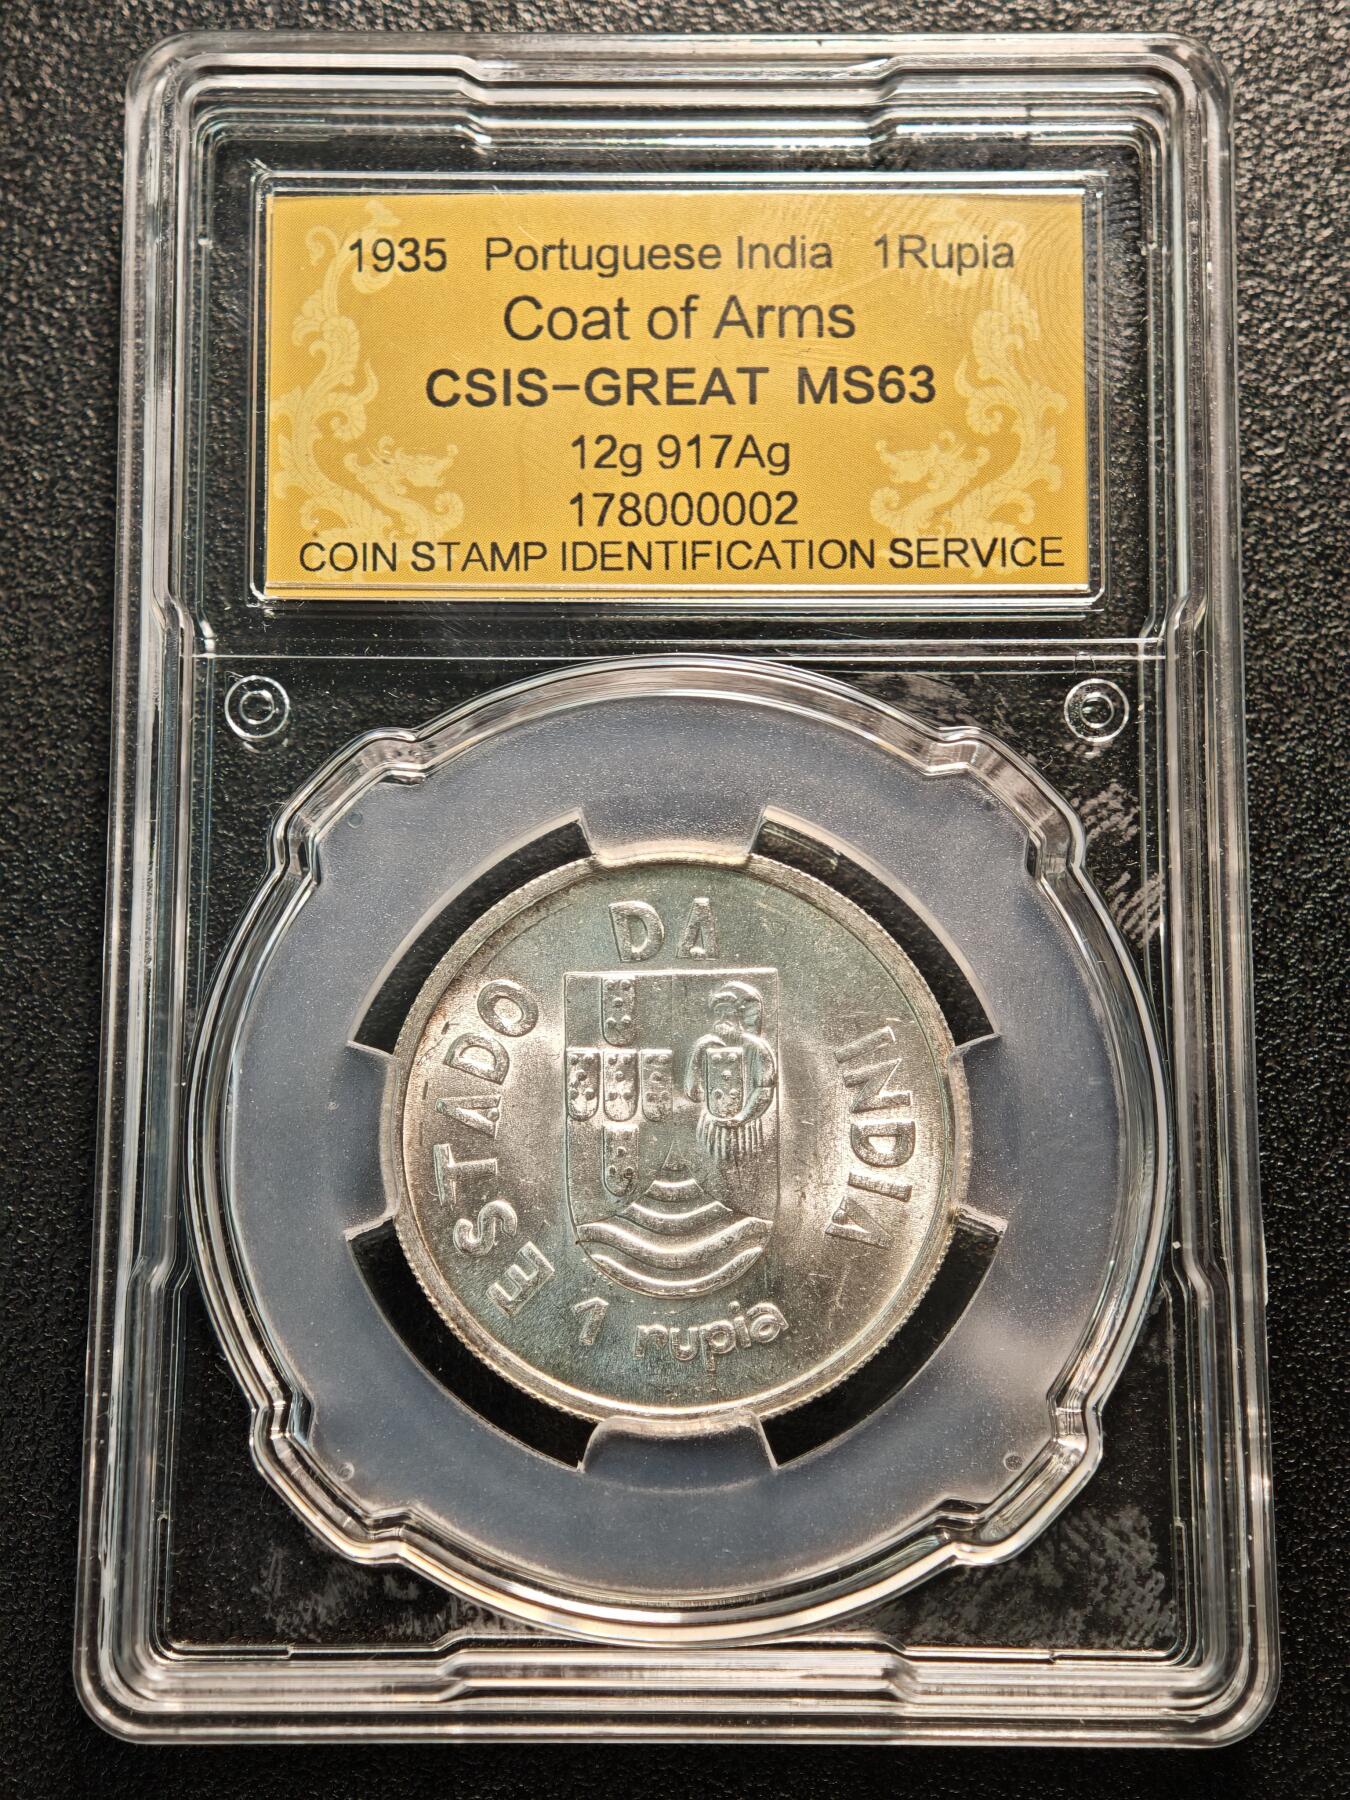 1935 Portuguese India 1Rupia
Coat of Arms
CSIS-GREAT MS63
12g 917Ag
178000002
COIN STAMP IDENTIFICATION SERVICE
ESTADO DA INDIA
1 rupia